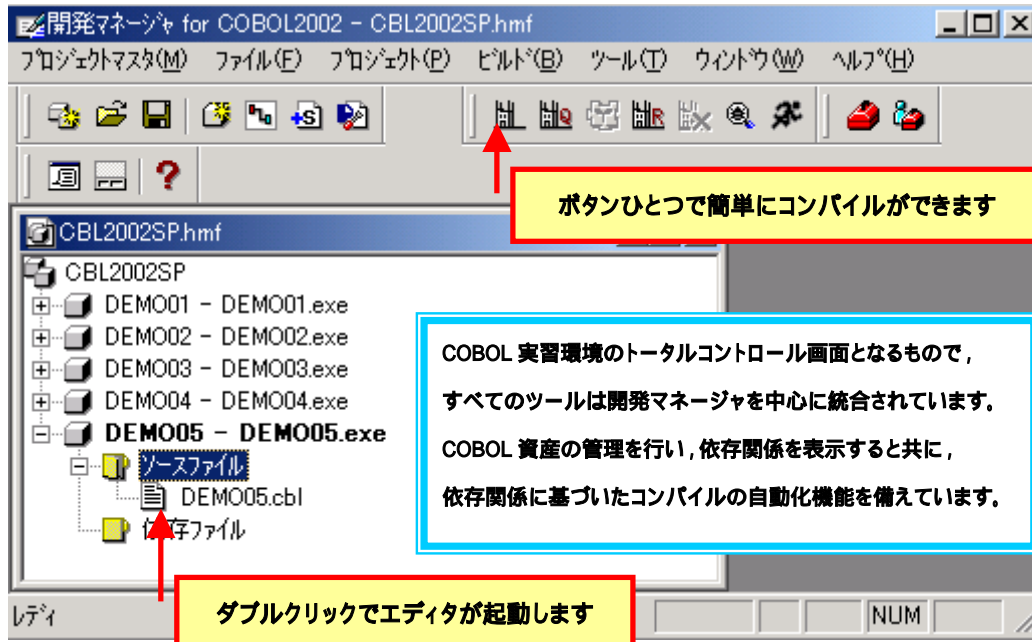 開発ﾏﾈｰｼﾞｬ for COBOL2002 - CBL2002SP.hmf
ﾌﾟﾛｼﾞｪｸﾄﾏｽﾀ(M) ﾌｧｲﾙ(F) ﾌﾟﾛｼﾞｪｸﾄ(P) ﾋﾞﾙﾄﾞ(B) ﾂｰﾙ(T) ｳｨﾝﾄﾞｳ(W) ﾍﾙﾌﾟ(H)
ボタンひとつで簡単にコンパイルができます
CBL2002SP.hmf
CBL2002SP
DEMO01 - DEMO01.exe
DEMO02 - DEMO02.exe
DEMO03 - DEMO03.exe
DEMO04 - DEMO04.exe
DEMO05 - DEMO05.exe
ｿｰｽﾌｧｲﾙ
DEMO05.cbl
依存ﾌｧｲﾙ
COBOL 実習環境のトータルコントロール画面となるもので,
すべてのツールは開発マネージャを中心に統合されています。
COBOL 資産の管理を行い,依存関係を表示すると共に,
依存関係に基づいたコンパイルの自動化機能を備えています。
ダブルクリックでエディタが起動します
ﾚﾃﾞｨ
NUM